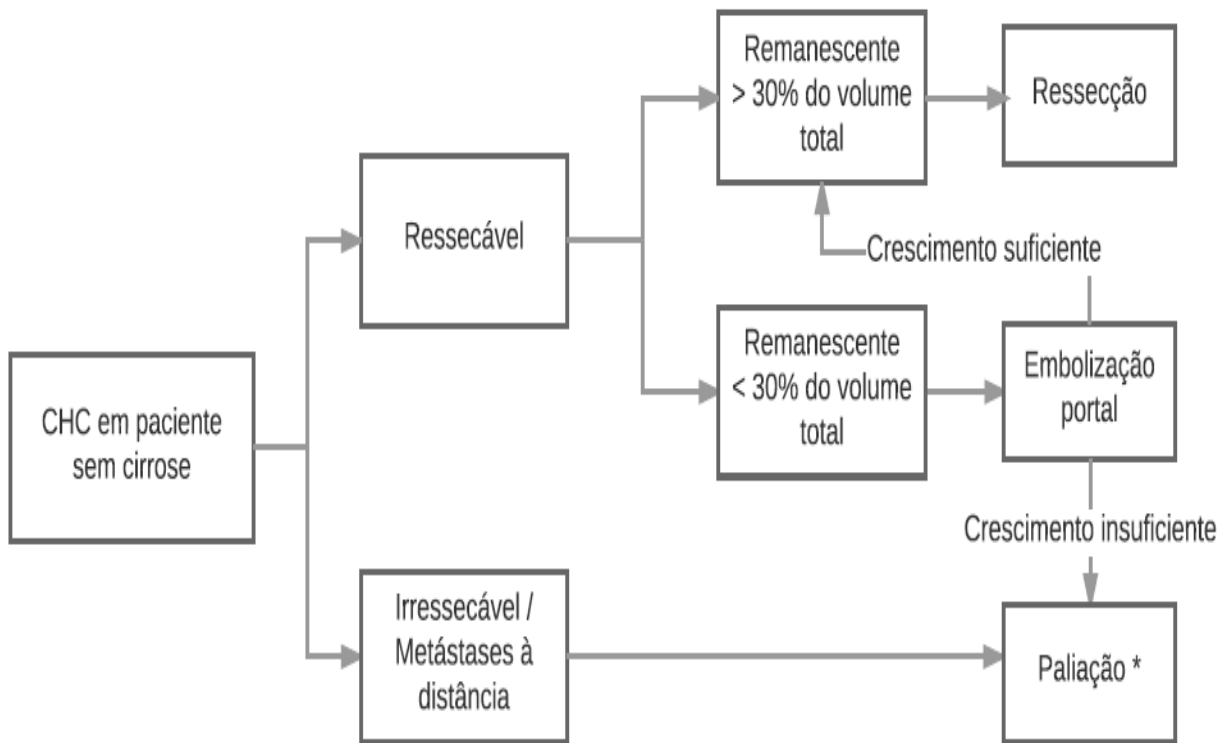 CHC em paciente
sem cirrose
Ressecável
Remanescente
> 30% do volume
total
Ressecção
Crescimento suficiente
Remanescente
< 30% do volume
total
Embolização
portal
Crescimento insuficiente
Irressecável /
Metástases à
distância
Paliação *